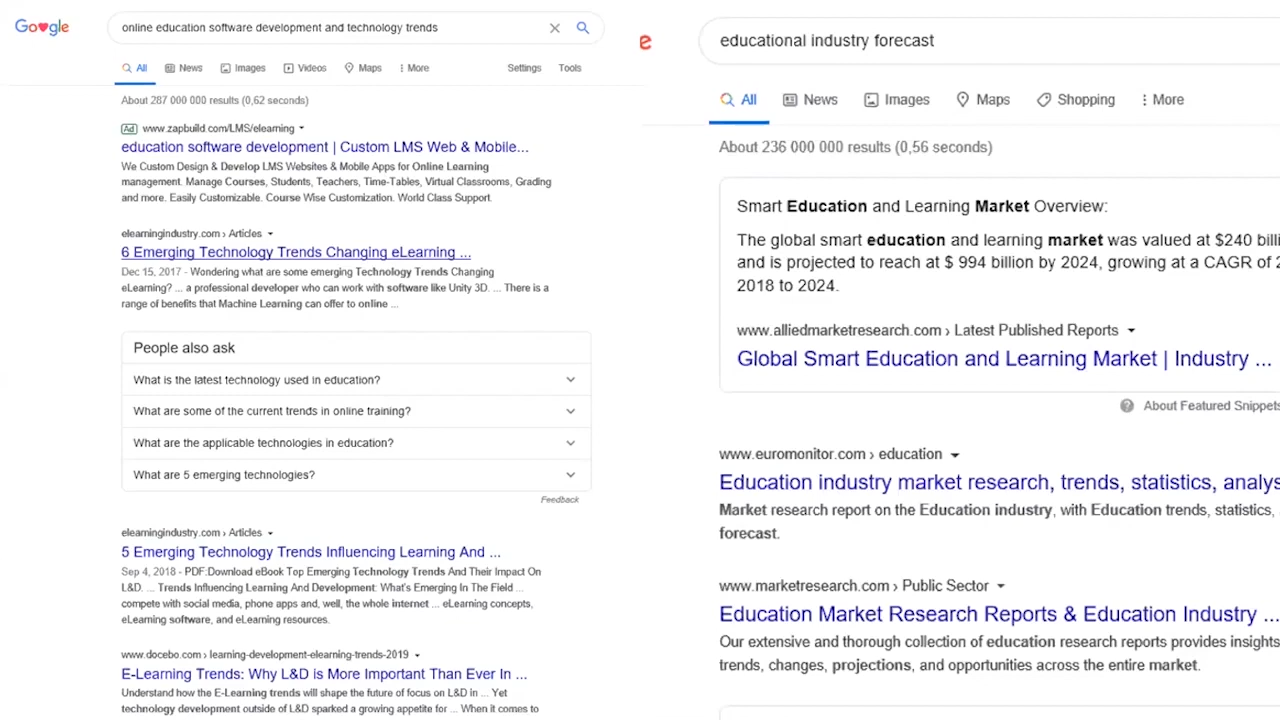 Google
online education software development and technology trends
All News Images Videos Maps More Settings Tools
About 287 000 000 results (0,62 seconds)
Ad www.zapbuild.com/LMS/elearning
education software development | Custom LMS Web & Mobile...
We Custom Design & Develop LMS Websites & Mobile Apps for Online Learning
management. Manage Courses, Students, Teachers, Time-Tables, Virtual Classrooms, Grading
and more. Easily Customizable. Course Wise Customization. World Class Support.
elearningindustry.com › Articles
6 Emerging Technology Trends Changing eLearning ...
Dec 15, 2017 - Wondering what are some emerging Technology Trends Changing
eLearning? ... a professional developer who can work with software like Unity 3D. ... There is a
range of benefits that Machine Learning can offer to online ...
People also ask
What is the latest technology used in education?
What are some of the current trends in online training?
What are the applicable technologies in education?
What are 5 emerging technologies?
Feedback
elearningindustry.com › Articles
5 Emerging Technology Trends Influencing Learning And ...
Sep 4, 2018 - PDF:Download eBook Top Emerging Technology Trends And Their Impact On
L&D. ... Trends Influencing Learning And Development: What's Emerging In The Field ...
compete with social media, phone apps and, well, the whole internet ... eLearning concepts,
eLearning software, and eLearning resources.
www.docebo.com › learning-development-elearning-trends-2019
E-Learning Trends: Why L&D is More Important Than Ever In ...
Understand how the E-Learning trends will shape the future of focus on L&D in ... Yet
technology development outside of L&D sparked a growing appetite for ... When it comes to
e
educational industry forecast
All News Images Maps Shopping More
About 236 000 000 results (0,56 seconds)
Smart Education and Learning Market Overview:
The global smart education and learning market was valued at $240 billi
and is projected to reach at $ 994 billion by 2024, growing at a CAGR of 2
2018 to 2024.
www.alliedmarketresearch.com › Latest Published Reports
Global Smart Education and Learning Market | Industry ...
About Featured Snippets
www.euromonitor.com › education
Education industry market research, trends, statistics, analys
Market research report on the Education industry, with Education trends, statistics,
forecast.
www.marketresearch.com › Public Sector
Education Market Research Reports & Education Industry ...
Our extensive and thorough collection of education research reports provides insights
trends, changes, projections, and opportunities across the entire market.